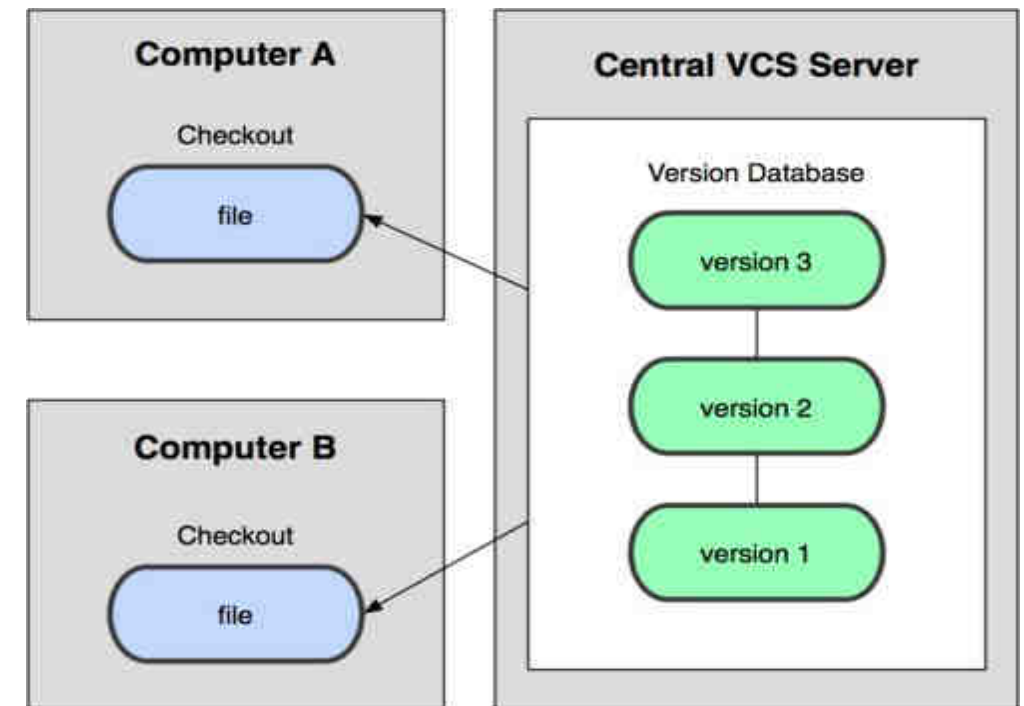 Computer A
Checkout
file
Computer B
Checkout
file
Central VCS Server
Version Database
version 3
version 2
version 1